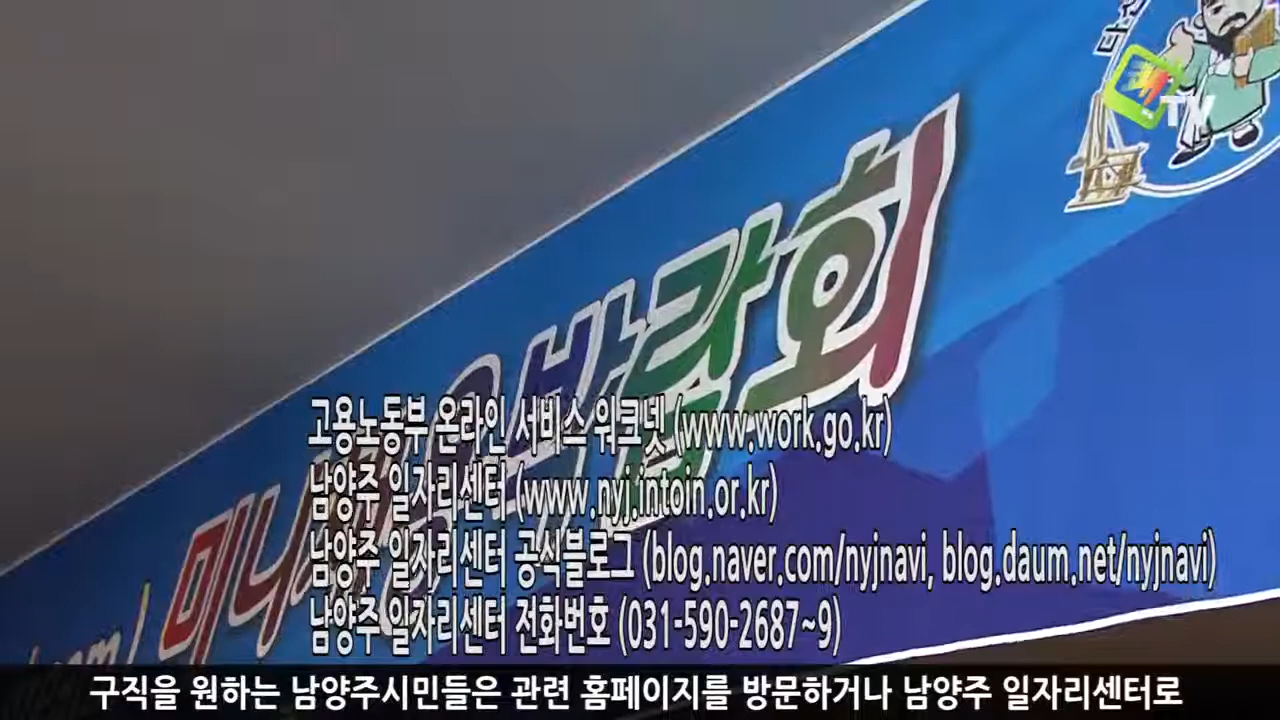 TV
미니채용박람회
고용노동부 온라인 서비스 워크넷 (www.work.go.kr)
남양주 일자리센터 (www.nyj.intoin.or.kr)
남양주 일자리센터 공식블로그 (blog.naver.com/nyjnavi, blog.daum.net/nyjnavi)
남양주 일자리센터 전화번호 (031-590-2687~9)
구직을 원하는 남양주시민들은 관련 홈페이지를 방문하거나 남양주 일자리센터로